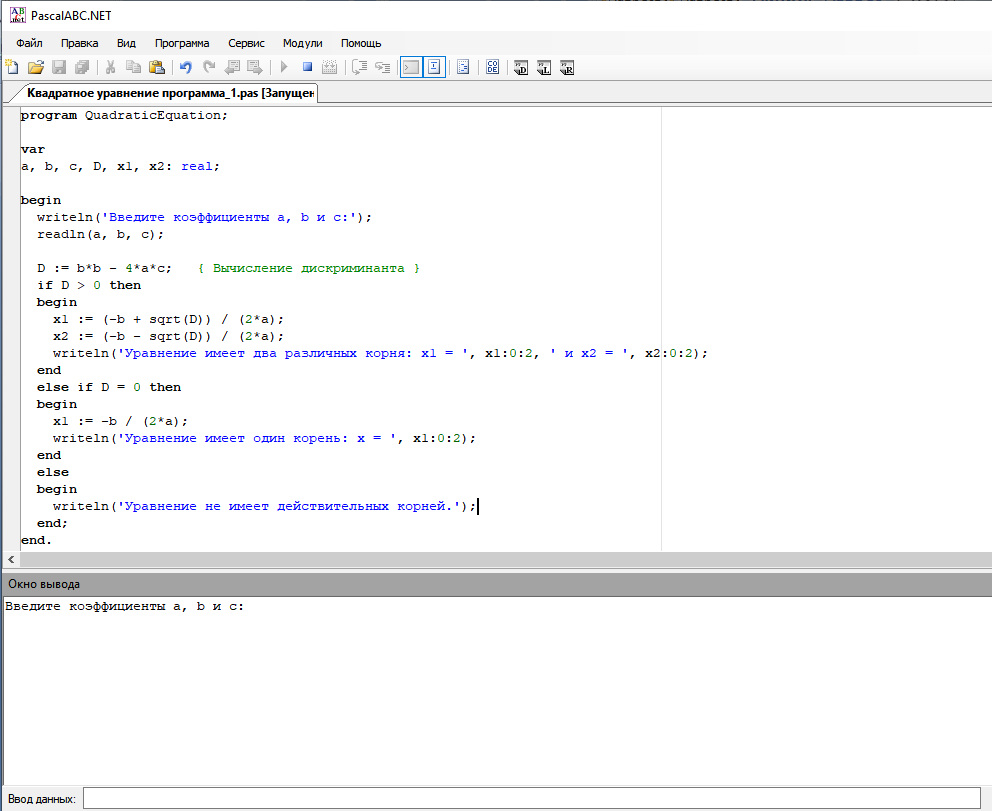 PascalABC.NET
Файл Правка Вид Программа Сервис Модули Помощь
Квадратное уравнение программа_1.pas [Запущен
program QuadraticEquation;
var
a, b, c, D, x1, x2: real;
begin
writeln('Введите коэффициенты a, b и c:');
readln(a, b, c);
D := b*b - 4*a*c; { Вычисление дискриминанта }
if D > 0 then
begin
x1 := (-b + sqrt(D)) / (2*a);
x2 := (-b - sqrt(D)) / (2*a);
writeln('Уравнение имеет два различных корня: x1 = ', x1:0:2, ' и x2 = ', x2:0:2);
end
else if D = 0 then
begin
x1 := -b / (2*a);
writeln('Уравнение имеет один корень: x = ', x1:0:2);
end
else
begin
writeln('Уравнение не имеет действительных корней.');
end;
end.
Окно вывода
Введите коэффициенты a, b и c:
Ввод данных: